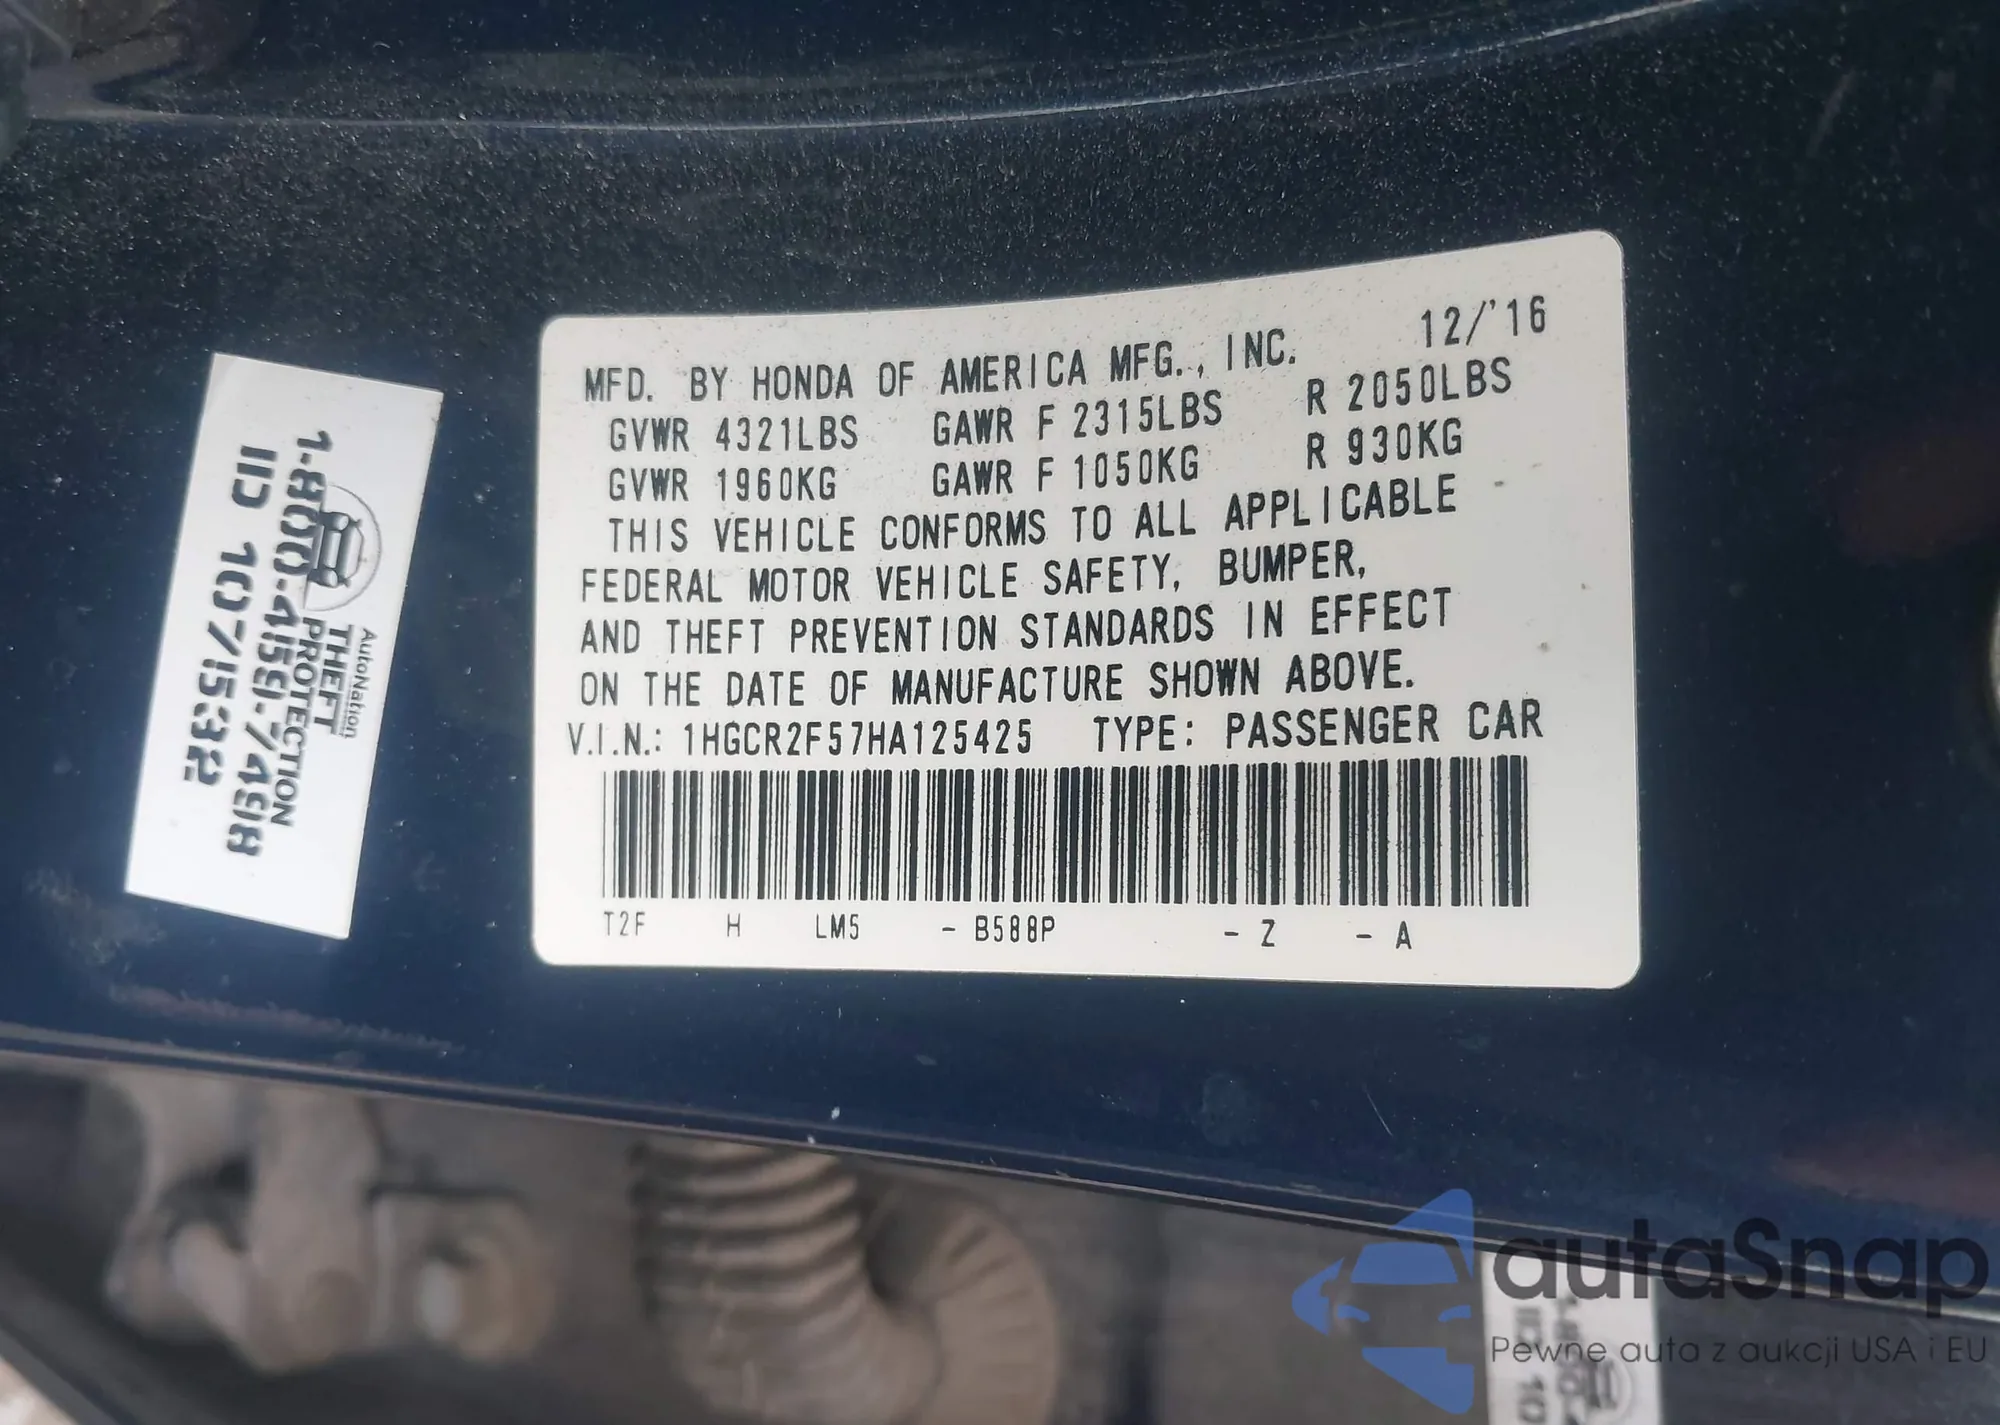 MFD. BY HONDA OF AMERICA MFG., INC. 12/'16
GVWR 4321LBS GAWR F 2315LBS R 2050LBS
GVWR 1960KG GAWR F 1050KG R 930KG
THIS VEHICLE CONFORMS TO ALL APPLICABLE
FEDERAL MOTOR VEHICLE SAFETY, BUMPER,
AND THEFT PREVENTION STANDARDS IN EFFECT
ON THE DATE OF MANUFACTURE SHOWN ABOVE.
V.I.N.: 1HGCR2F57HA125425 TYPE: PASSENGER CAR
T2F H LM5 - B588P - Z - A
AutoNation
THEFT
PROTECTION
1-800-458-7498
ID 1071532
autaSnap
Pewne auta z aukcji USA i EU